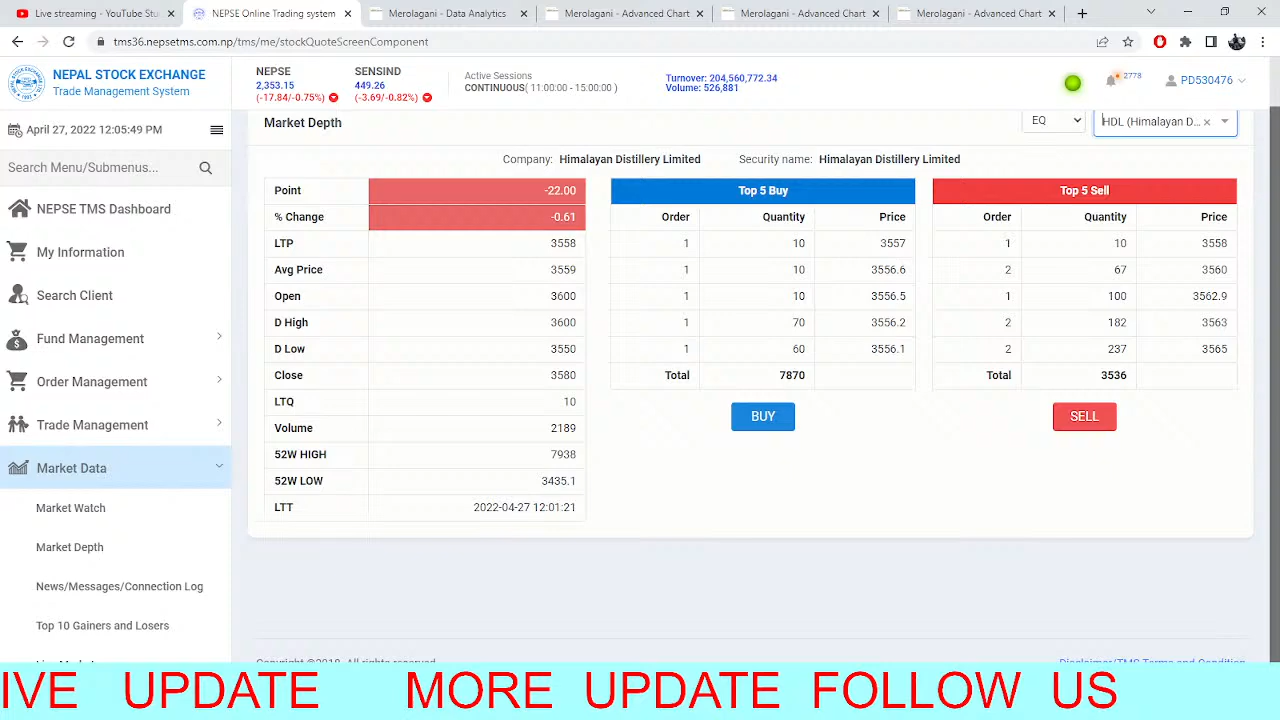 Live streaming - YouTube Stu ×
NEPSE Online Trading system ×
Merolagani - Data Analytics ×
Merolagani - Advanced Chart ×
Merolagani - Advanced Chart ×
Merolagani - Advanced Chart ×
tms36.nepsetms.com.np/tms/me/stockQuoteScreenComponent
NEPAL STOCK EXCHANGE
Trade Management System
NEPSE
2,353.15
(-17.84/-0.75%)
SENSIND
449.26
(-3.69/-0.82%)
Active Sessions
CONTINUOUS( 11:00:00 - 15:00:00 )
Turnover: 204,560,772.34
Volume: 526,881
2778
PD530476
April 27, 2022 12:05:49 PM
Search Menu/Submenus...
NEPSE TMS Dashboard
My Information
Search Client
Fund Management
Order Management
Trade Management
Market Data
Market Watch
Market Depth
News/Messages/Connection Log
Top 10 Gainers and Losers
Market Depth
EQ
HDL (Himalayan D... ×
Company: Himalayan Distillery Limited
Security name: Himalayan Distillery Limited
Point -22.00
% Change -0.61
LTP 3558
Avg Price 3559
Open 3600
D High 3600
D Low 3550
Close 3580
LTQ 10
Volume 2189
52W HIGH 7938
52W LOW 3435.1
LTT 2022-04-27 12:01:21
Top 5 Buy
Order Quantity Price
1 10 3557
1 10 3556.6
1 10 3556.5
1 70 3556.2
1 60 3556.1
Total 7870
BUY
Top 5 Sell
Order Quantity Price
1 10 3558
2 67 3560
1 100 3562.9
2 182 3563
2 237 3565
Total 3536
SELL
Copyright ©2018. All rights reserved
Disclaimer/TMS Terms and Condition
IVE UPDATE MORE UPDATE FOLLOW US